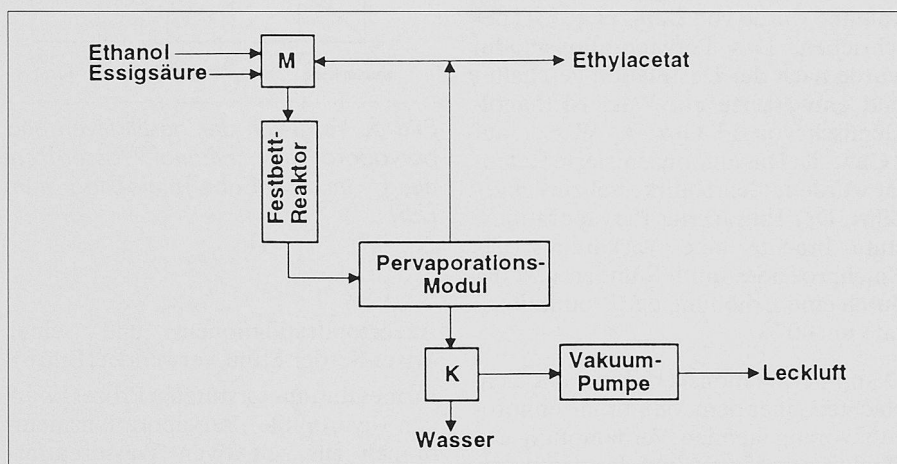 Ethanol
Essigsäure
M
Ethylacetat
Festbett-
Reaktor
Pervaporations-
Modul
K
Vakuum-
Pumpe
Leckluft
Wasser